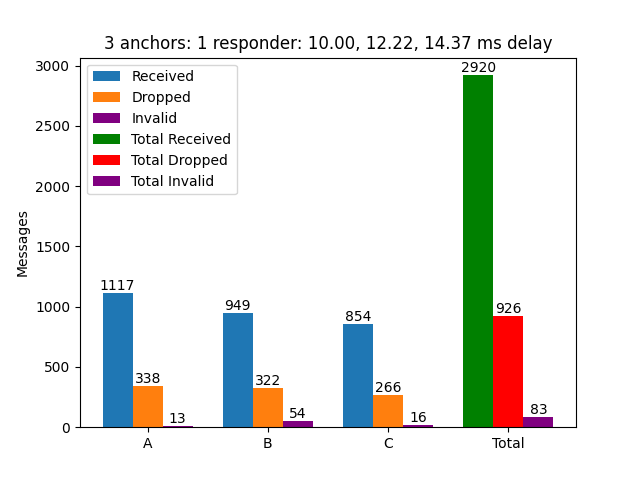 3 anchors: 1 responder: 10.00, 12.22, 14.37 ms delay
Messages
3000
2500
2000
1500
1000
500
0
Received
Dropped
Invalid
Total Received
Total Dropped
Total Invalid
1117
338
13
949
322
54
854
266
16
2920
926
83
A
B
C
Total